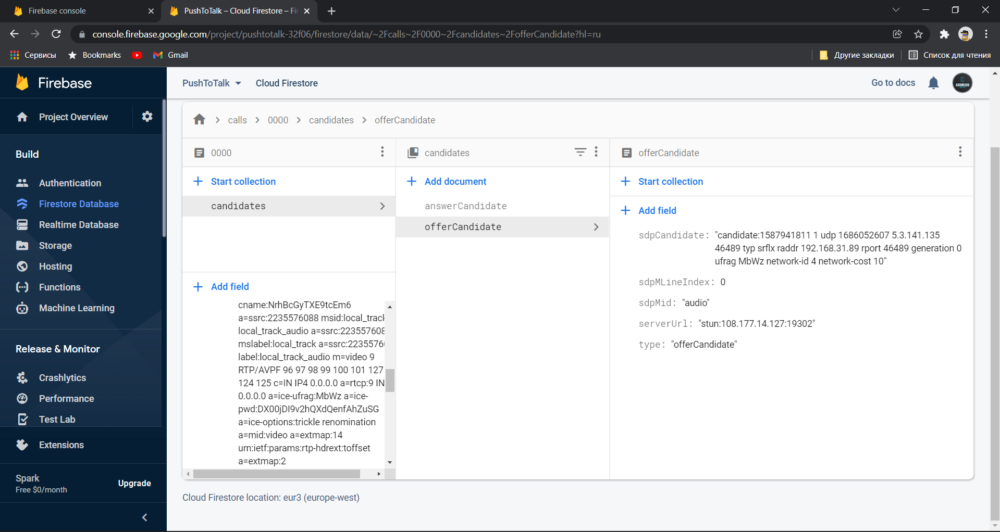 Firebase console
PushToTalk – Cloud Firestore – Fi
console.firebase.google.com/project/pushtotalk-32f06/firestore/data/~2Fcalls~2F0000~2Fcandidates~2FofferCandidate?hl=ru
Сервисы
Bookmarks
Gmail
Другие закладки
Список для чтения
Firebase
PushToTalk
Cloud Firestore
Go to docs
Project Overview
Build
Authentication
Firestore Database
Realtime Database
Storage
Hosting
Functions
Machine Learning
Release & Monitor
Crashlytics
Performance
Test Lab
Extensions
Spark
Free $0/month
Upgrade
calls
0000
candidates
offerCandidate
0000
Start collection
candidates
Add field
cname:NrhBcGyTXE9tcEm6
a=ssrc:2235576088 msid:local_track
local_track_audio a=ssrc:223557608
mslabel:local_track a=ssrc:2235576
label:local_track_audio m=video 9
RTP/AVPF 96 97 98 99 100 101 127
124 125 c=IN IP4 0.0.0.0 a=rtcp:9 IN
0.0.0.0 a=ice-ufrag:MbWz a=ice-
pwd:DX00jDI9v2hQXdQenfAhZuSG
a=ice-options:trickle renomination
a=mid:video a=extmap:14
urn:ietf:params:rtp-hdrext:toffset
a=extmap:2
candidates
Add document
answerCandidate
offerCandidate
offerCandidate
Start collection
Add field
sdpCandidate: "candidate:1587941811 1 udp 1686052607 5.3.141.135
46489 typ srflx raddr 192.168.31.89 rport 46489 generation 0
ufrag MbWz network-id 4 network-cost 10"
sdpMLineIndex: 0
sdpMid: "audio"
serverUrl: "stun:108.177.14.127:19302"
type: "offerCandidate"
Cloud Firestore location: eur3 (europe-west)